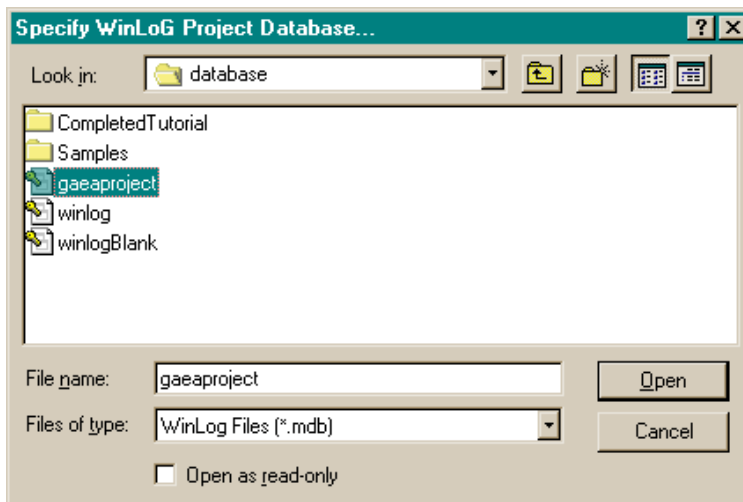 Specify WinLoG Project Database...
Look in: database
CompletedTutorial
Samples
gaeaproject
winlog
winlogBlank
File name: gaeaproject Open
Files of type: WinLog Files (*.mdb) Cancel
Open as read-only